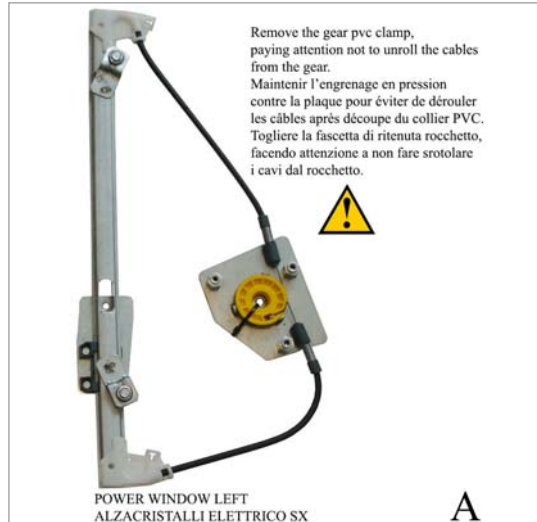 Remove the gear pvc clamp,
paying attention not to unroll the cables
from the gear.
Maintenir l'engrenage en pression
contre la plaque pour éviter de dérouler
les câbles après découpe du collier PVC.
Togliere la fascetta di ritenuta rocchetto,
facendo attenzione a non fare srotolare
i cavi dal rocchetto.
!
POWER WINDOW LEFT
ALZACRISTALLI ELETTRICO SX
A